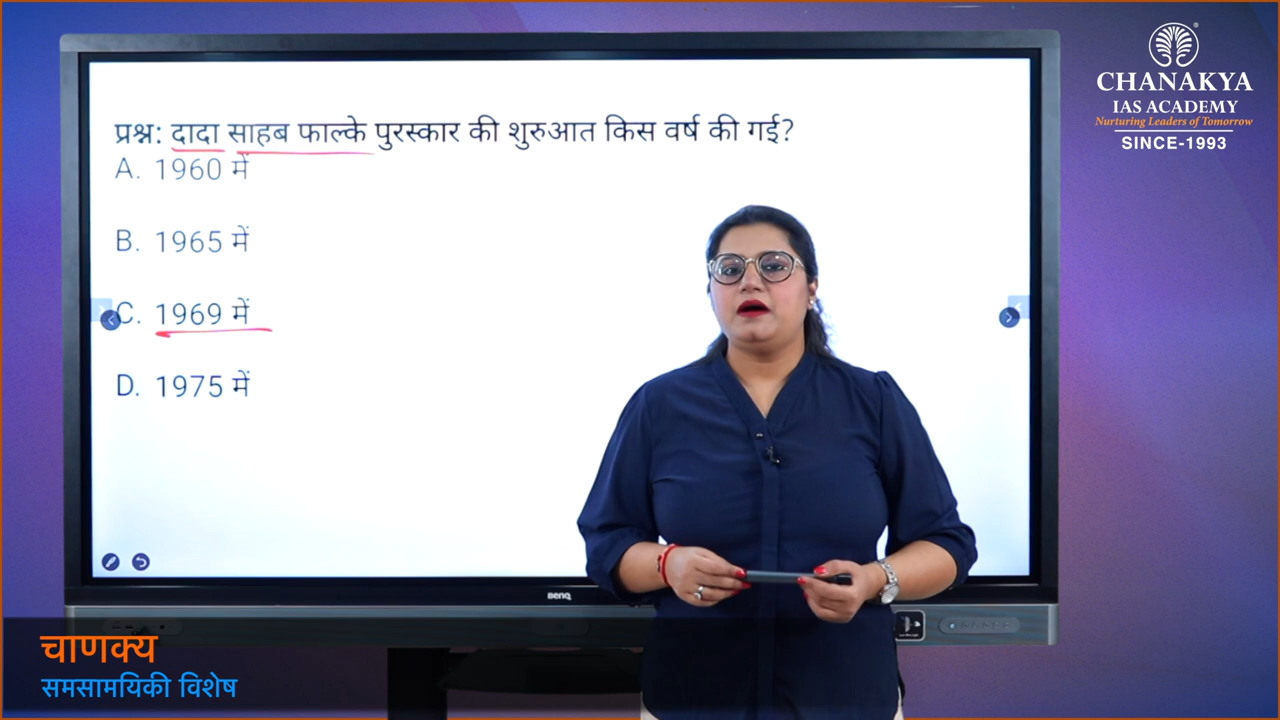 प्रश्न: दादा साहब फाल्के पुरस्कार की शुरुआत किस वर्ष की गई?
A. 1960 में
B. 1965 में
C. 1969 में
D. 1975 में
BenQ
CHANAKYA
IAS ACADEMY
Nurturing Leaders of Tomorrow
SINCE-1993
चाणक्य
समसामयिकी विशेष